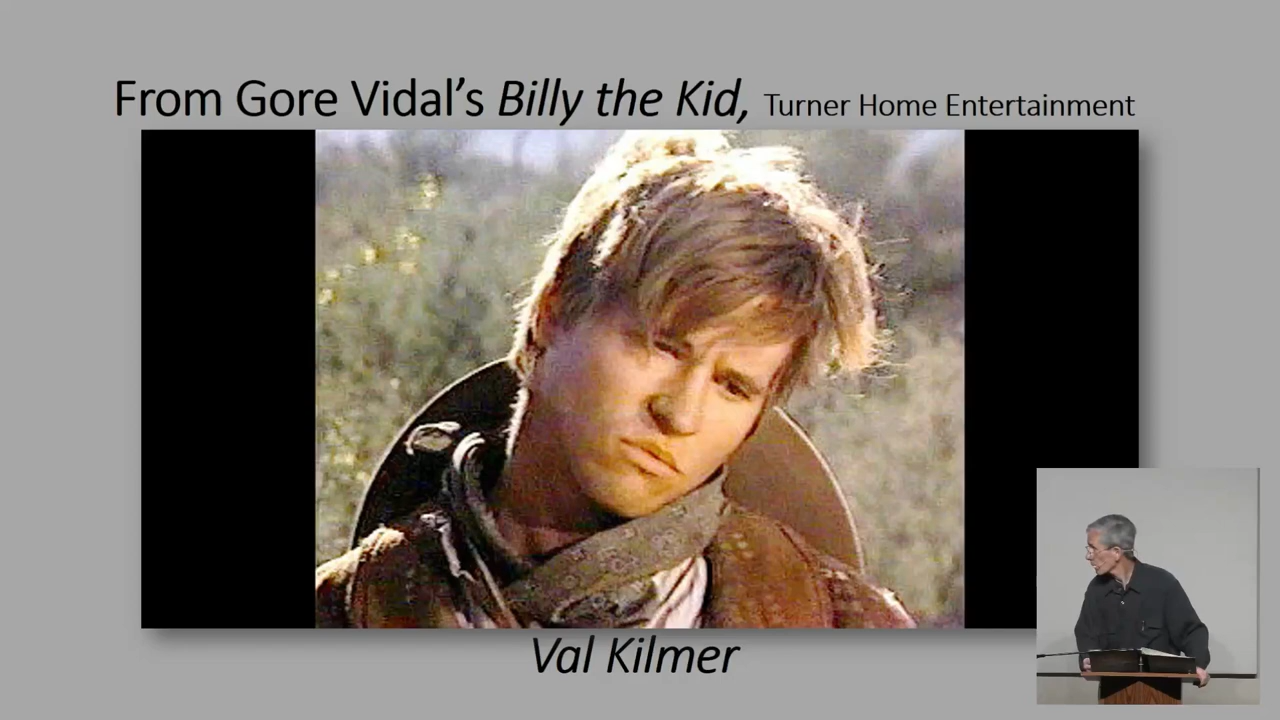 From Gore Vidal’s Billy the Kid, Turner Home Entertainment
Val Kilmer